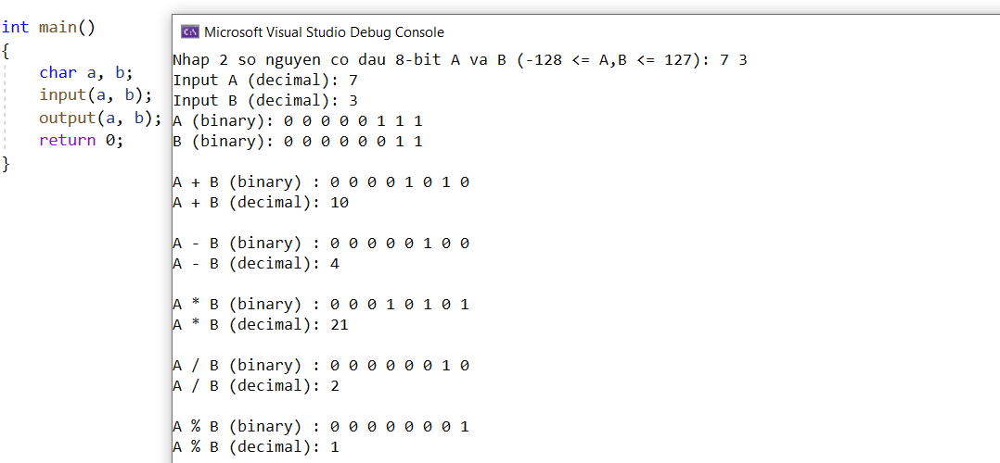 int main()
{
char a, b;
input(a, b);
output(a, b);
return 0;
}
C:\ Microsoft Visual Studio Debug Console
Nhap 2 so nguyen co dau 8-bit A va B (-128 <= A,B <= 127): 7 3
Input A (decimal): 7
Input B (decimal): 3
A (binary): 0 0 0 0 0 1 1 1
B (binary): 0 0 0 0 0 0 1 1
A + B (binary) : 0 0 0 0 1 0 1 0
A + B (decimal): 10
A - B (binary) : 0 0 0 0 0 1 0 0
A - B (decimal): 4
A * B (binary) : 0 0 0 1 0 1 0 1
A * B (decimal): 21
A / B (binary) : 0 0 0 0 0 0 1 0
A / B (decimal): 2
A % B (binary) : 0 0 0 0 0 0 0 1
A % B (decimal): 1